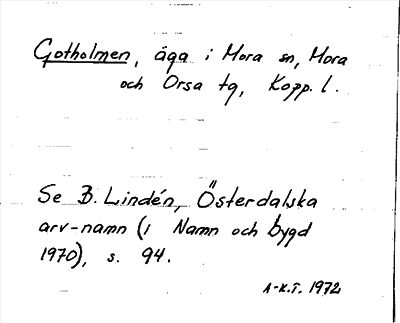 Gotholmen, äga i Mora sn, Mora
och Orsa tg, Kopp. l.
Se B. Lindén, Österdalska
arv-namn (i Namn och bygd
1970), s. 94.
A-K.T. 1972